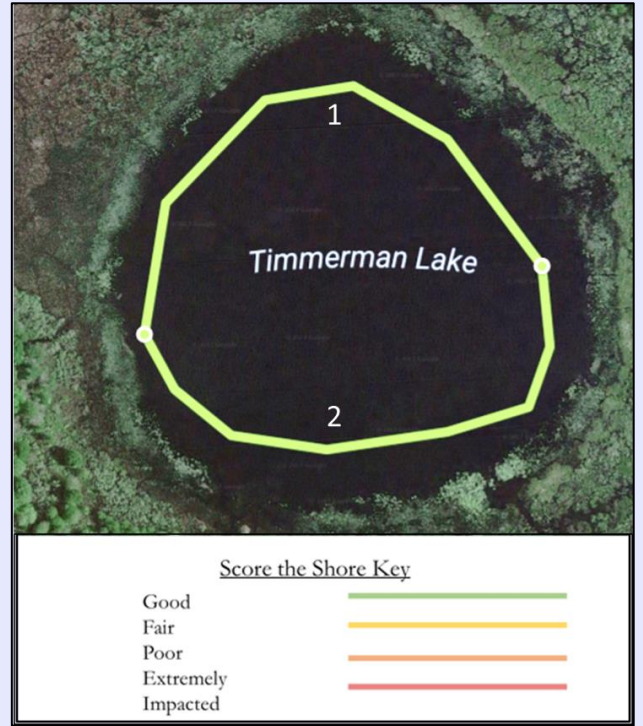 1
Timmerman Lake
2
Score the Shore Key
Good
Fair
Poor
Extremely
Impacted